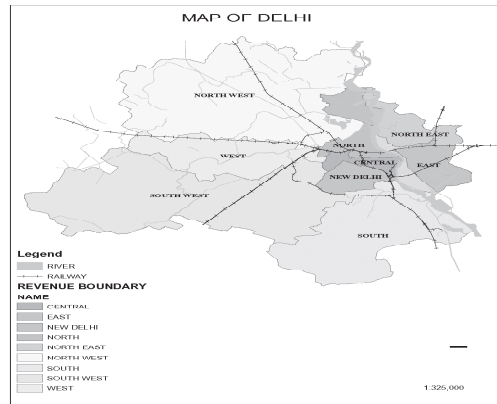 MAP OF DELHI
NORTH WEST
NORTH EAST
NORTH
WEST
CENTRAL
EAST
NEW DELHI
SOUTH WEST
SOUTH
Legend
RIVER
RAILWAY
REVENUE BOUNDARY
NAME
CENTRAL
EAST
NEW DELHI
NORTH
NORTH EAST
NORTH WEST
SOUTH
SOUTH WEST
WEST
1:325,000